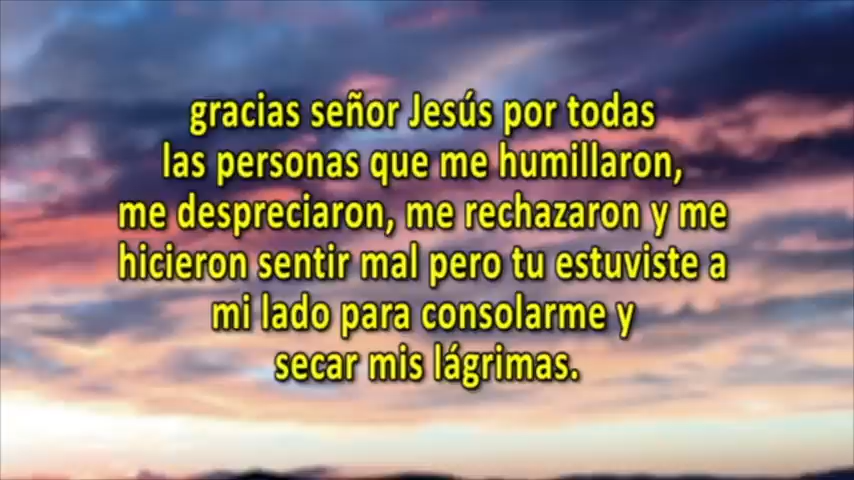 gracias señor Jesús por todas
las personas que me humillaron,
me despreciaron, me rechazaron y me
hicieron sentir mal pero tu estuviste a
mi lado para consolarme y
secar mis lágrimas.